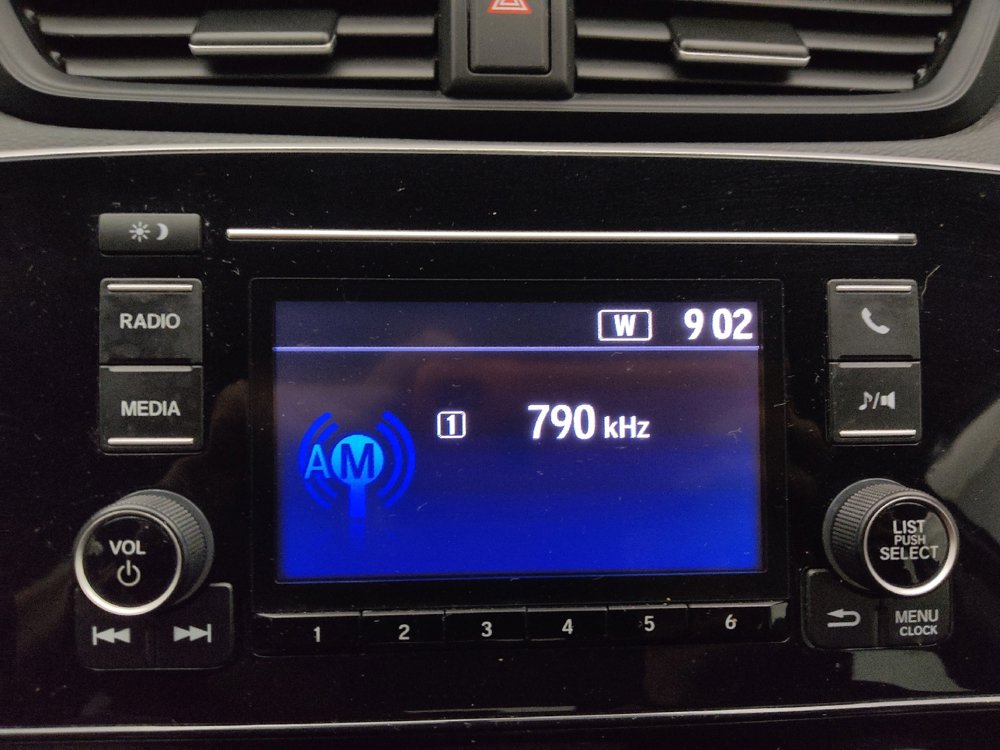 W 9 02
RADIO
MEDIA
1 790 kHz
AM
VOL
LIST
PUSH
SELECT
1 2 3 4 5 6
MENU
CLOCK